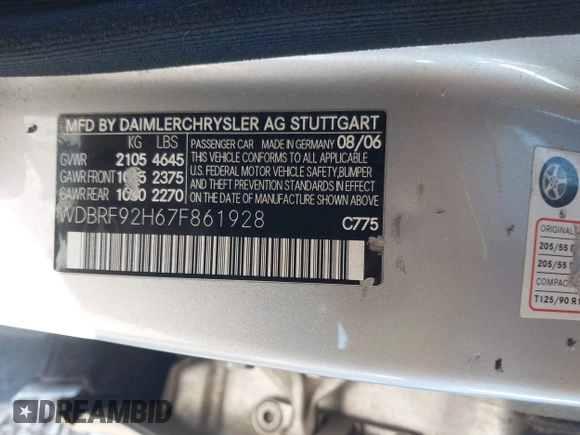 MFD BY DAIMLERCHRYSLER AG STUTTGART
KG LBS
GVWR 2105 4645
GAWR FRONT 2375
GAWR REAR 2270
PASSENGER CAR MADE IN GERMANY 08/06
THIS VEHICLE CONFORMS TO ALL APPLICABLE
U.S. FEDERAL MOTOR VEHICLE SAFETY, BUMPER
AND THEFT PREVENTION STANDARDS IN EFFECT
ON THE DATE OF MANUFACTURE SHOWN ABOVE
WDBRF92H67F861928
C775
205/55
205/55
COMPAC
T125/90 R1
DREAMBID